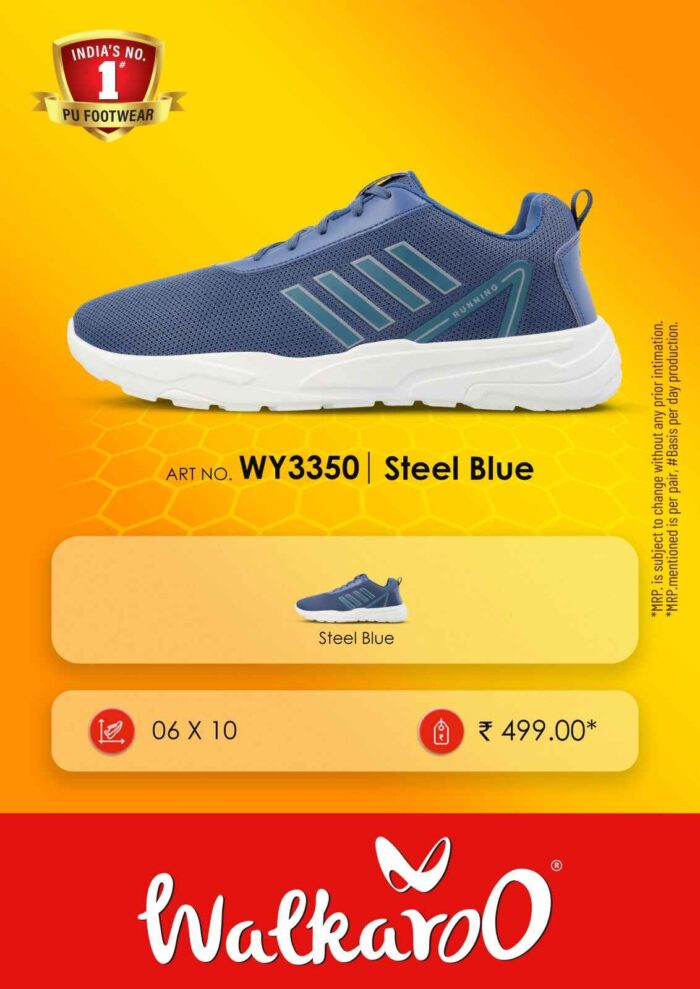 INDIA'S NO.
1#
PU FOOTWEAR
RUNNING
ART NO. WY3350 | Steel Blue
*MRP. is subject to change without any prior intimation.
*MRP.mentioned is per pair, #Basis per day production.
Steel Blue
06 X 10
₹ 499.00*
Walkaroo®